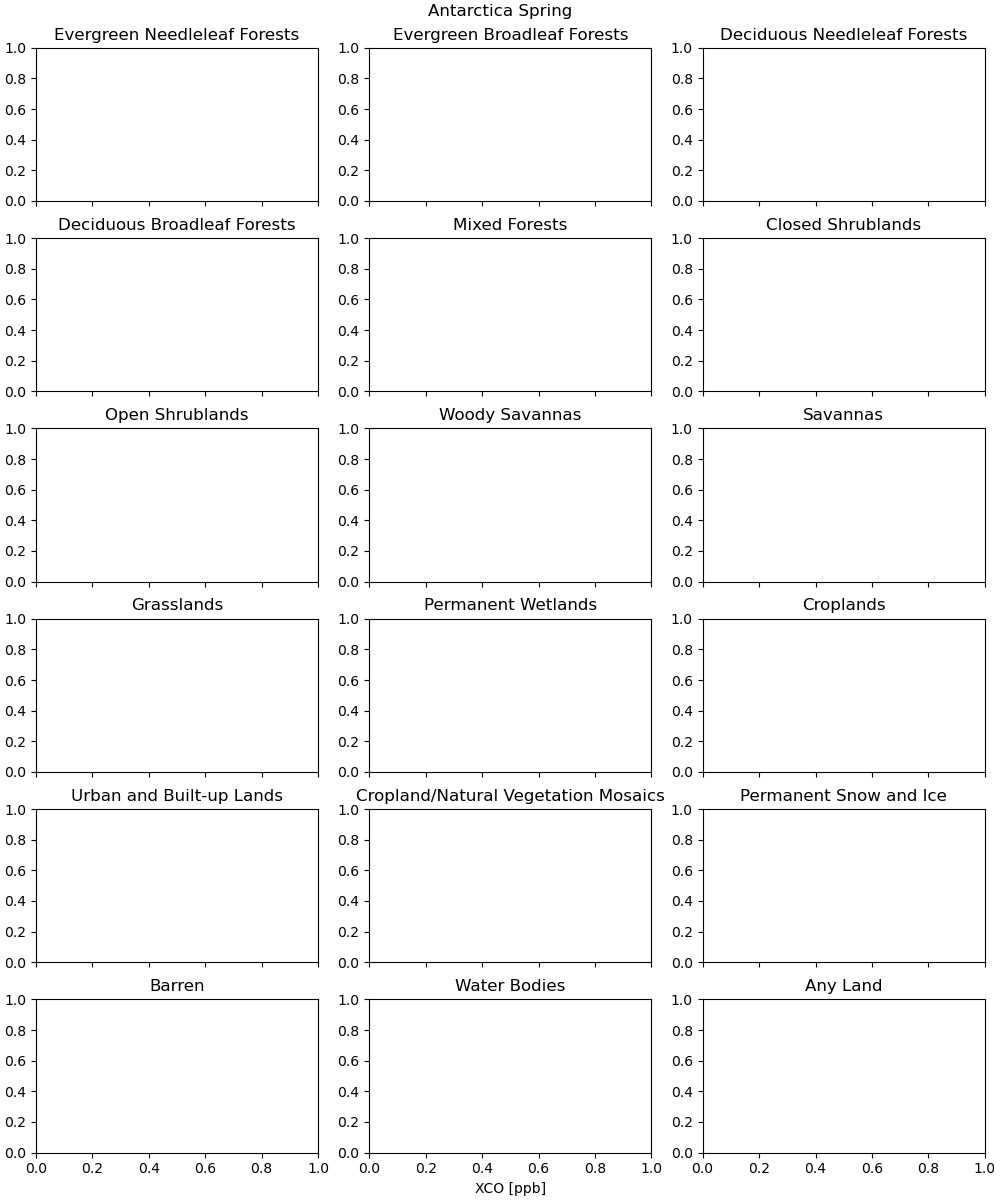 Antarctica Spring
Evergreen Needleleaf Forests Evergreen Broadleaf Forests Deciduous Needleleaf Forests
1.0 1.0 1.0
0.8 0.8 0.8
0.6 0.6 0.6
0.4 0.4 0.4
0.2 0.2 0.2
0.0 0.0 0.0
Deciduous Broadleaf Forests Mixed Forests Closed Shrublands
1.0 1.0 1.0
0.8 0.8 0.8
0.6 0.6 0.6
0.4 0.4 0.4
0.2 0.2 0.2
0.0 0.0 0.0
Open Shrublands Woody Savannas Savannas
1.0 1.0 1.0
0.8 0.8 0.8
0.6 0.6 0.6
0.4 0.4 0.4
0.2 0.2 0.2
0.0 0.0 0.0
Grasslands Permanent Wetlands Croplands
1.0 1.0 1.0
0.8 0.8 0.8
0.6 0.6 0.6
0.4 0.4 0.4
0.2 0.2 0.2
0.0 0.0 0.0
Urban and Built-up Lands Cropland/Natural Vegetation Mosaics Permanent Snow and Ice
1.0 1.0 1.0
0.8 0.8 0.8
0.6 0.6 0.6
0.4 0.4 0.4
0.2 0.2 0.2
0.0 0.0 0.0
Barren Water Bodies Any Land
1.0 1.0 1.0
0.8 0.8 0.8
0.6 0.6 0.6
0.4 0.4 0.4
0.2 0.2 0.2
0.0 0.0 0.0
0.0 0.2 0.4 0.6 0.8 1.0 0.0 0.2 0.4 0.6 0.8 1.0 0.0 0.2 0.4 0.6 0.8 1.0
XCO [ppb]